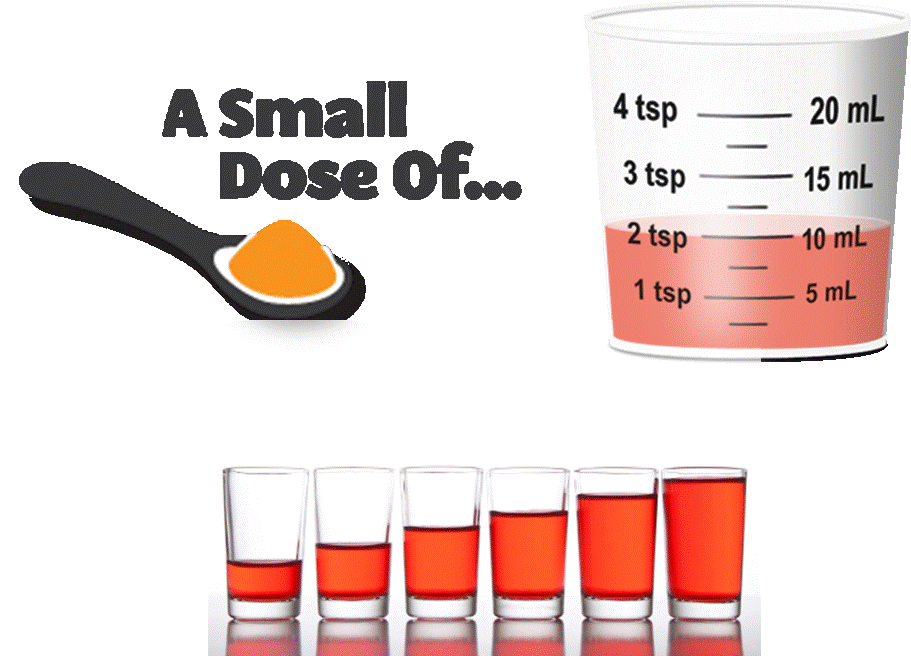 A Small
Dose Of...
4 tsp 20 mL
3 tsp 15 mL
2 tsp 10 mL
1 tsp 5 mL